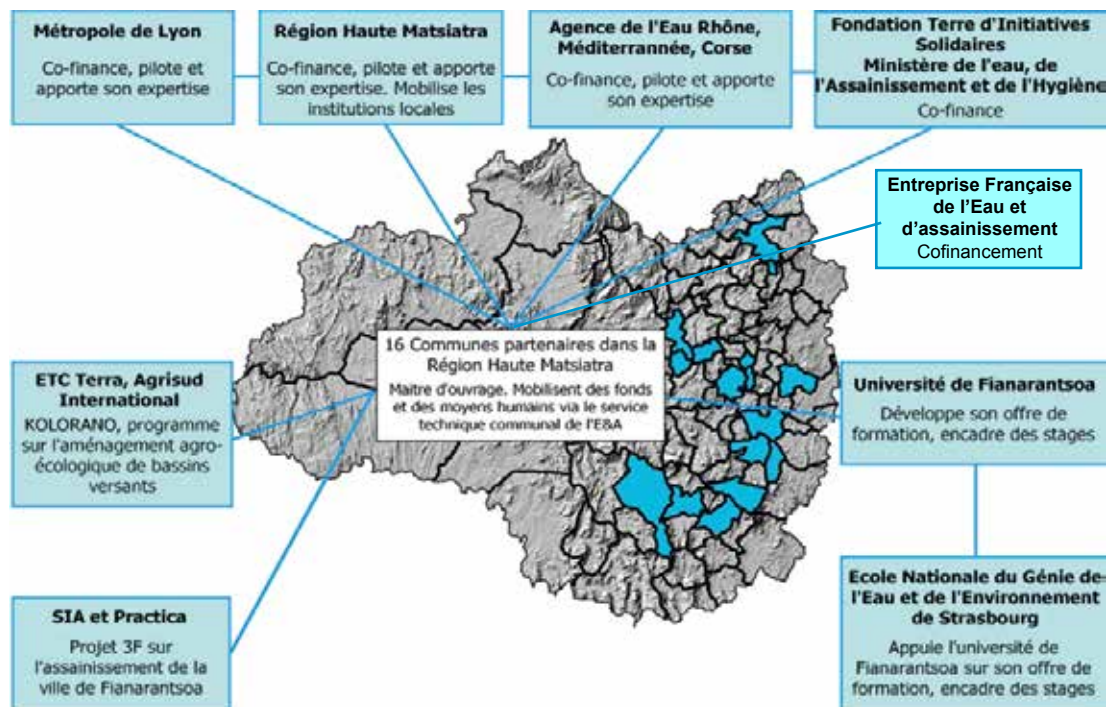 Métropole de Lyon
Co-finance, pilote et
apporte son expertise
Région Haute Matsiatra
Co-finance, pilote et apporte
son expertise. Mobilise les
institutions locales
Agence de l'Eau Rhône,
Méditerrannée, Corse
Co-finance, pilote et apporte
son expertise
Fondation Terre d'Initiatives
Solidaires
Ministère de l'eau, de
l'Assainissement et de l'Hygiène
Co-finance
Entreprise Française
de l'Eau et
d'assainissement
Cofinancement
16 Communes partenaires dans la
Région Haute Matsiatra
Maitre d'ouvrage. Mobilisent des fonds
et des moyens humains via le service
technique communal de l'E&A
ETC Terra, Agrisud
International
KOLORANO, programme
sur l'aménagement agro-
écologique de bassins
versants
Université de Fianarantsoa
Développe son offre de
formation, encadre des stages
SIA et Practica
Projet 3F sur
l'assainissement de la
ville de Fianarantsoa
Ecole Nationale du Génie de
l'Eau et de l'Environnement
de Strasbourg
Appuie l'université de
Fianarantsoa sur son offre de
formation, encadre des stages